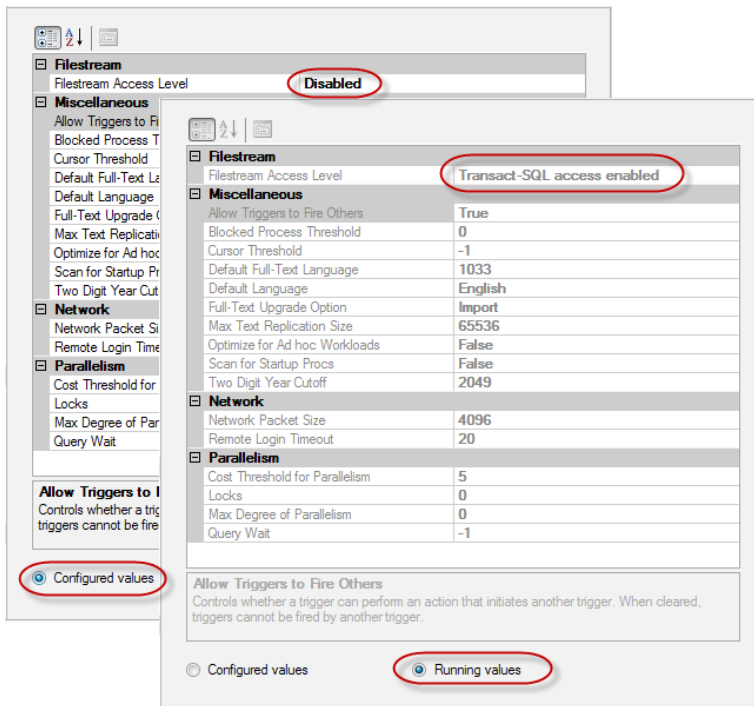 Filestream
Filestream Access Level Disabled
Miscellaneous
Allow Triggers to Fi
Blocked Process T
Cursor Threshold
Default Full-Text La
Default Language
Full-Text Upgrade
Max Text Replicati
Optimize for Ad hoc
Scan for Startup Pr
Two Digit Year Cut
Network
Network Packet Si
Remote Login Time
Parallelism
Cost Threshold for
Locks
Max Degree of Par
Query Wait
Allow Triggers to
Controls whether a trig
triggers cannot be fire
Configured values
Filestream
Filestream Access Level Transact-SQL access enabled
Miscellaneous
Allow Triggers to Fire Others True
Blocked Process Threshold 0
Cursor Threshold -1
Default Full-Text Language 1033
Default Language English
Full-Text Upgrade Option Import
Max Text Replication Size 65536
Optimize for Ad hoc Workloads False
Scan for Startup Procs False
Two Digit Year Cutoff 2049
Network
Network Packet Size 4096
Remote Login Timeout 20
Parallelism
Cost Threshold for Parallelism 5
Locks 0
Max Degree of Parallelism 0
Query Wait -1
Allow Triggers to Fire Others
Controls whether a trigger can perform an action that initiates another trigger. When cleared,
triggers cannot be fired by another trigger.
Configured values Running values